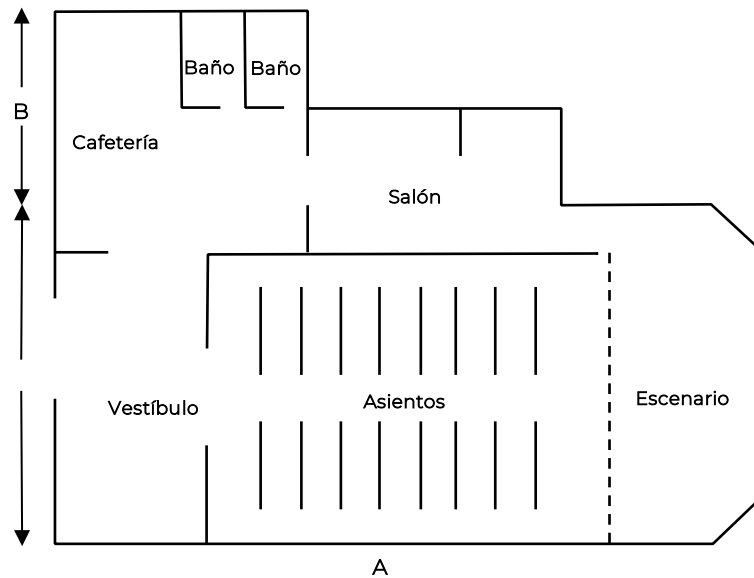 Baño
Baño
B
Cafetería
Salón
Escenario
Asientos
Vestíbulo
A